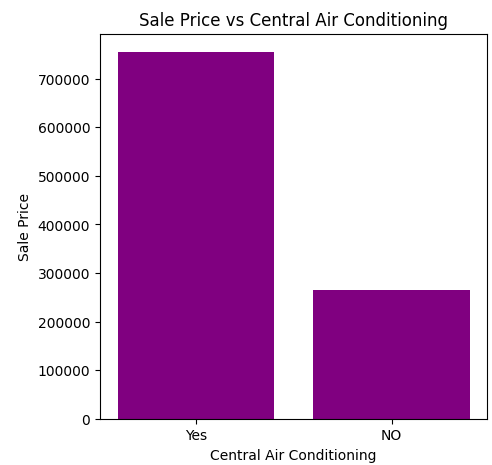 Sale Price vs Central Air Conditioning
700000
600000
500000
400000
300000
200000
100000
0
Sale Price
Yes NO
Central Air Conditioning